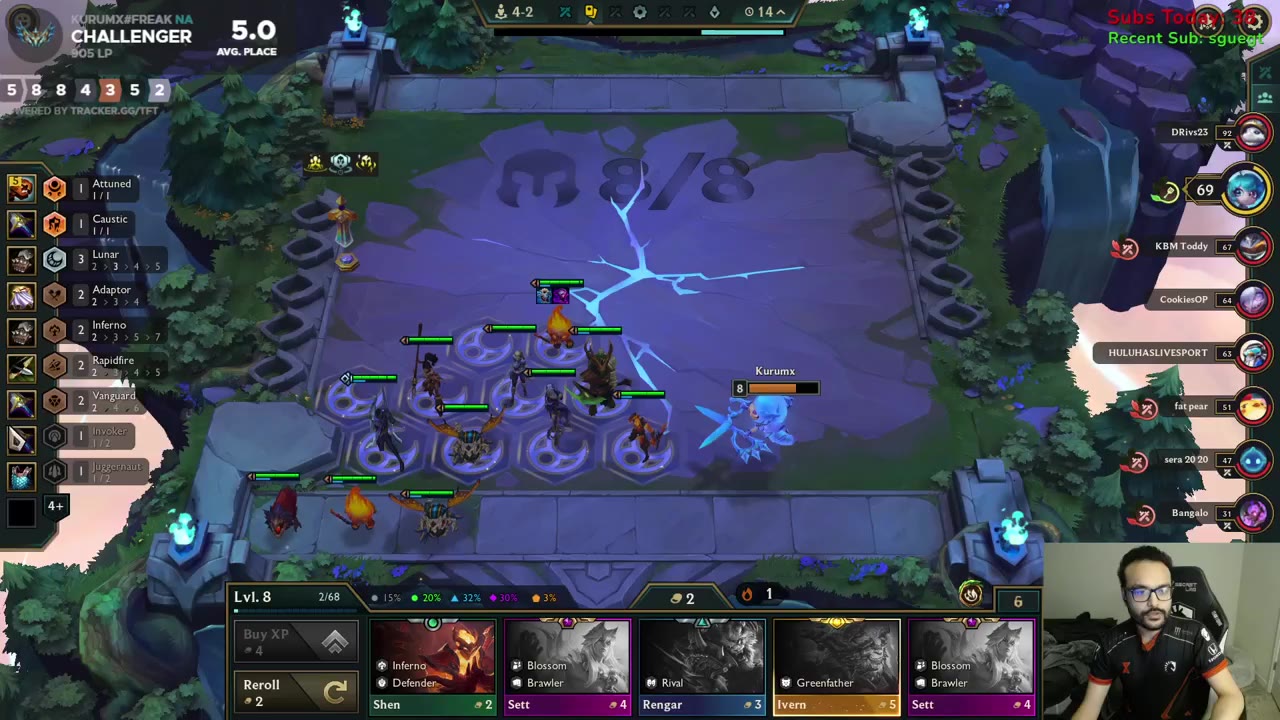 KURUMX#FREAK NA
CHALLENGER
905 LP
5.0
AVG. PLACE
5 8 8 4 3 5 2
WERED BY TRACKER.GG/TFT
4-2
14
Subs Today: 30
Recent Sub: sguegt
8/8
Attuned
1
1 / 1
Caustic
1
1 / 1
Lunar
3
2 > 3 > 4 > 5
Adaptor
2
2 > 3 > 4
Inferno
2
2 > 3 > 5 > 7
Rapidfire
2
2 > 3 > 4 > 5
Vanguard
2
2 > 4 > 6
Invoker
1
1 / 2
Juggernaut
1
1 / 2
4+
DRivs23 92
69
KBM Toddy 67
CookiesOP 64
HULUHASLIVESPORT 63
fat pear 51
sera 20 20 47
Bangalo 31
Kurumx
8
Lvl. 8 2/68
15% 20% 32% 30% 3%
2
1
6
Buy XP
4
Reroll
2
Inferno
Defender
Shen 2
Blossom
Brawler
Sett 4
Rival
Rengar 3
Greenfather
Ivern 5
Blossom
Brawler
Sett 4